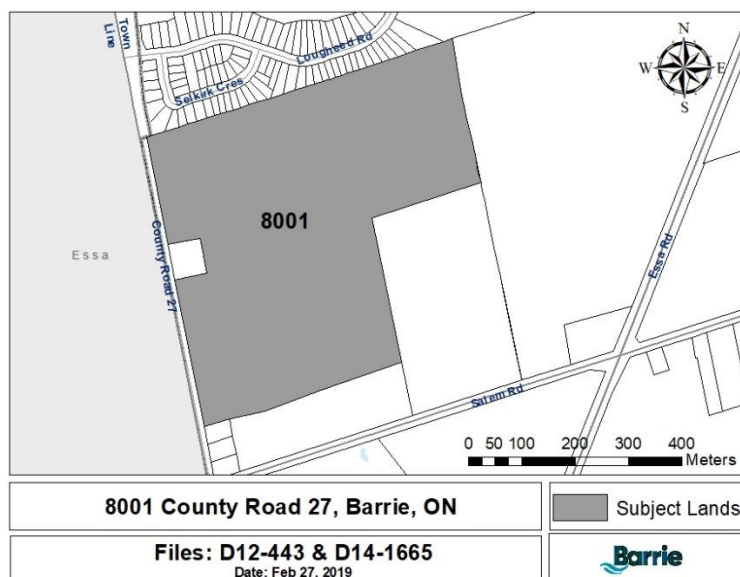 Town
Line
Lougheed Rd
Selkirk Cres
N
W
E
S
8001
Essa
County Road 27
Essa Rd
Salem Rd
0 50 100 200 300 400
Meters
8001 County Road 27, Barrie, ON
Subject Lands
Files: D12-443 & D14-1665
Date: Feb 27, 2019
Barrie